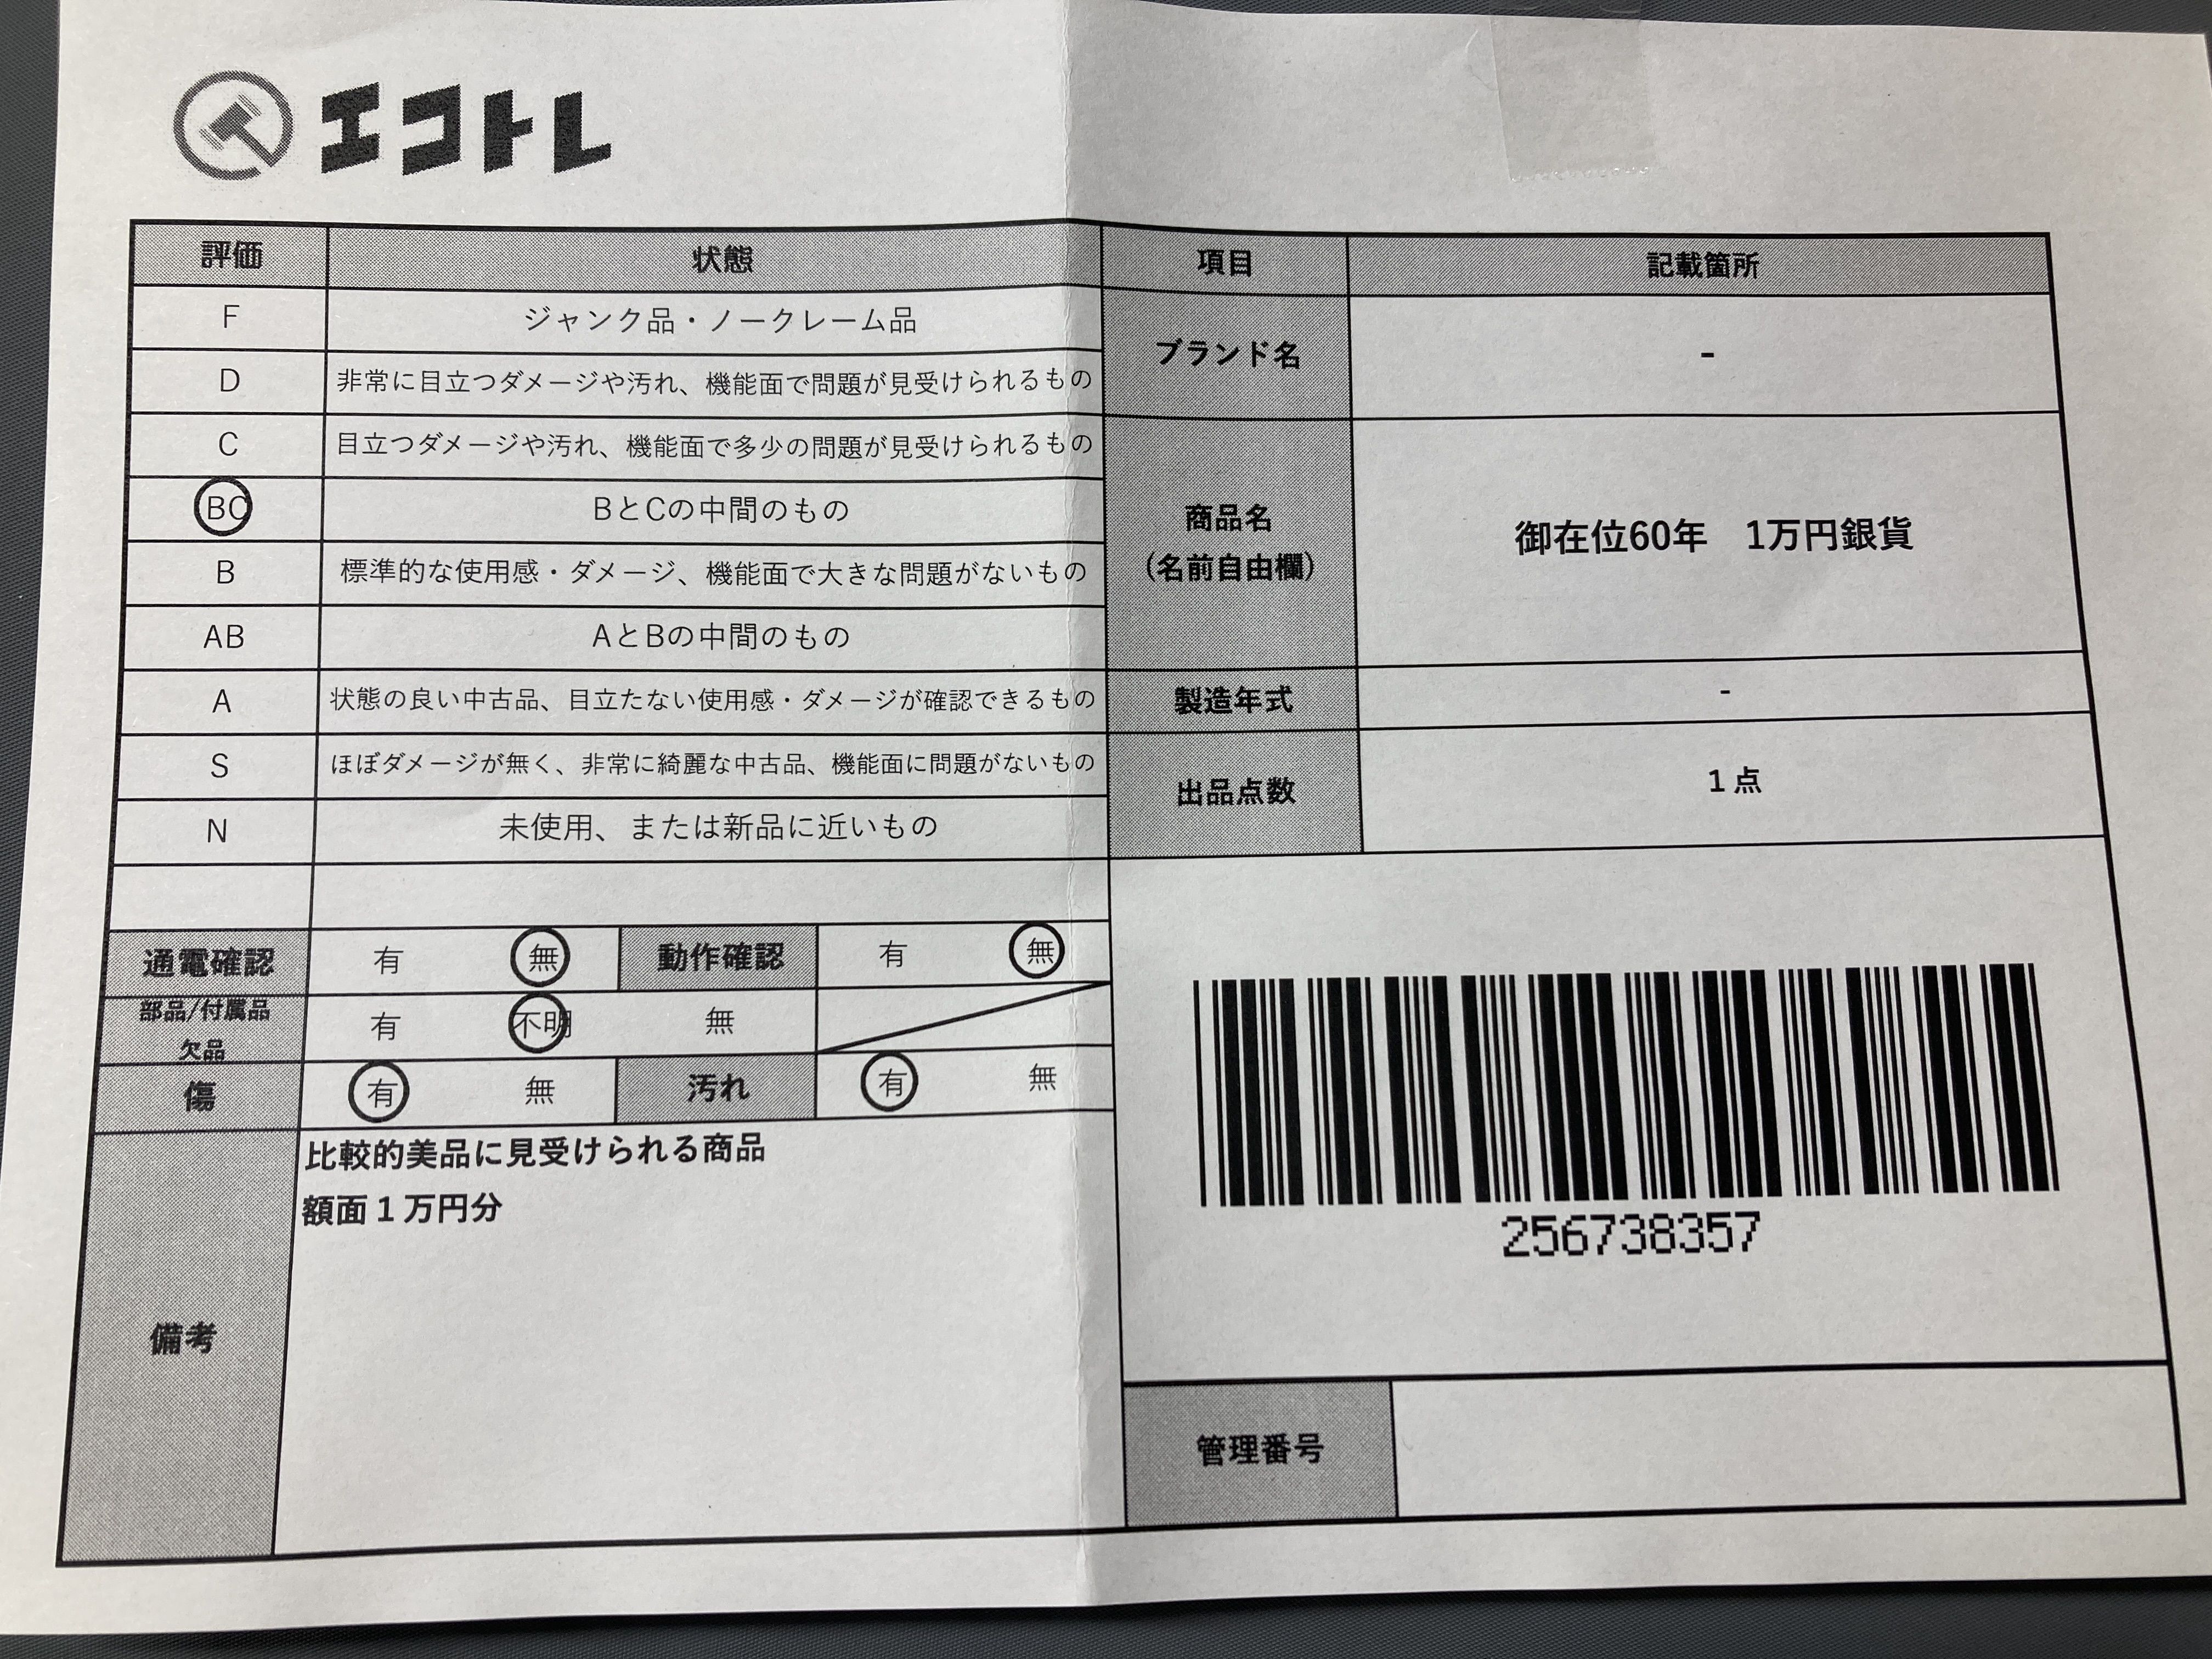 エコトレ
評価 状態
F ジャンク品・ノークレーム品
D 非常に目立つダメージや汚れ、機能面で問題が見受けられるもの
C 目立つダメージや汚れ、機能面で多少の問題が見受けられるもの
BC BとCの中間のもの
B 標準的な使用感・ダメージ、機能面で大きな問題がないもの
AB AとBの中間のもの
A 状態の良い中古品、目立たない使用感・ダメージが確認できるもの
S ほぼダメージが無く、非常に綺麗な中古品、機能面に問題がないもの
N 未使用、または新品に近いもの
通電確認 有 無 動作確認 有 無
部品/付属品
欠品 有 不明 無
傷 有 無 汚れ 有 無
備考
比較的美品に見受けられる商品
額面1万円分
項目 記載箇所
ブランド名 -
商品名
(名前自由欄)
御在位60年 1万円銀貨
製造年式 -
出品点数 1点
256738357
管理番号